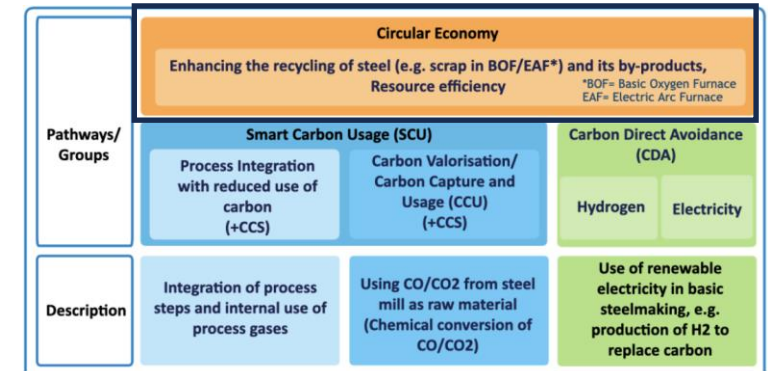 Circular Economy
Enhancing the recycling of steel (e.g. scrap in BOF/EAF*) and its by-products,
Resource efficiency
*BOF= Basic Oxygen Furnace
EAF= Electric Arc Furnace
Pathways/
Groups
Smart Carbon Usage (SCU)
Process Integration
with reduced use of
carbon
(+CCS)
Carbon Valorisation/
Carbon Capture and
Usage (CCU)
(+CCS)
Carbon Direct Avoidance
(CDA)
Hydrogen
Electricity
Description
Integration of process
steps and internal use of
process gases
Using CO/CO2 from steel
mill as raw material
(Chemical conversion of
CO/CO2)
Use of renewable
electricity in basic
steelmaking, e.g.
production of H2 to
replace carbon